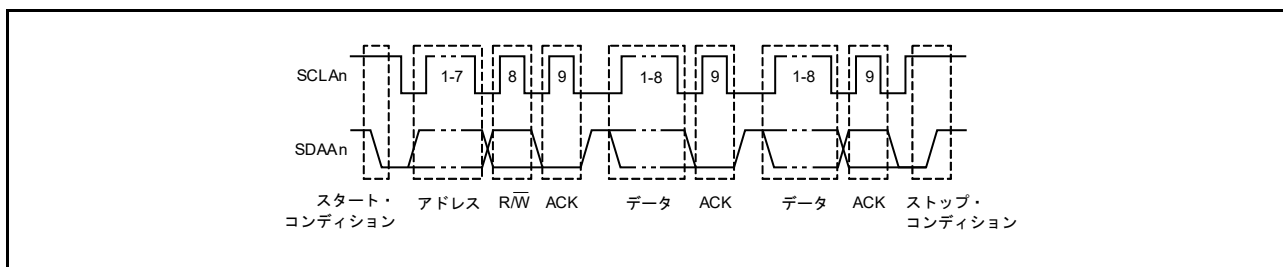 SCLAn
1-7
8
9
1-8
9
1-8
9
SDAAn
スタート・
コンディション
アドレス
R/W̅
ACK
データ
ACK
データ
ACK
ストップ・
コンディション